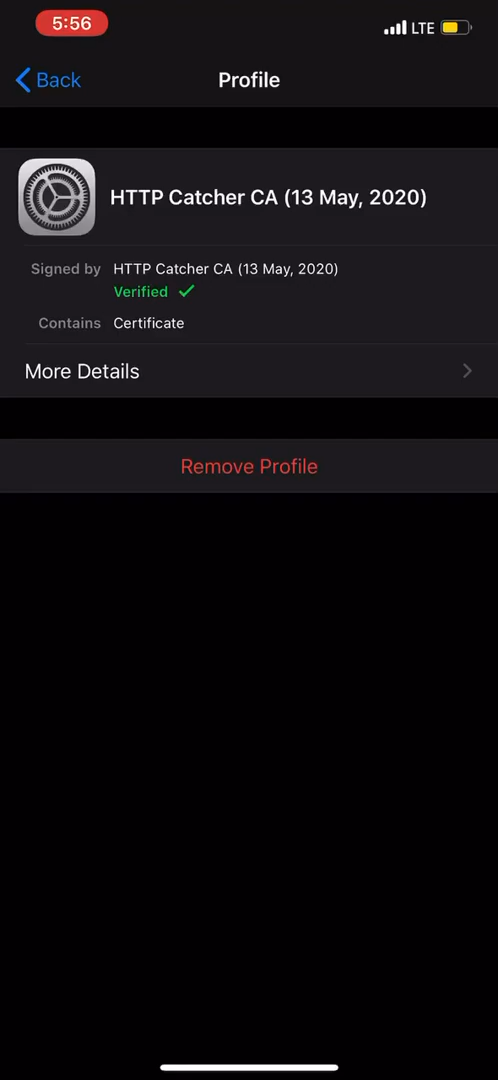 5:56
LTE
Back
Profile
HTTP Catcher CA (13 May, 2020)
Signed by HTTP Catcher CA (13 May, 2020)
Verified
Contains Certificate
More Details
Remove Profile